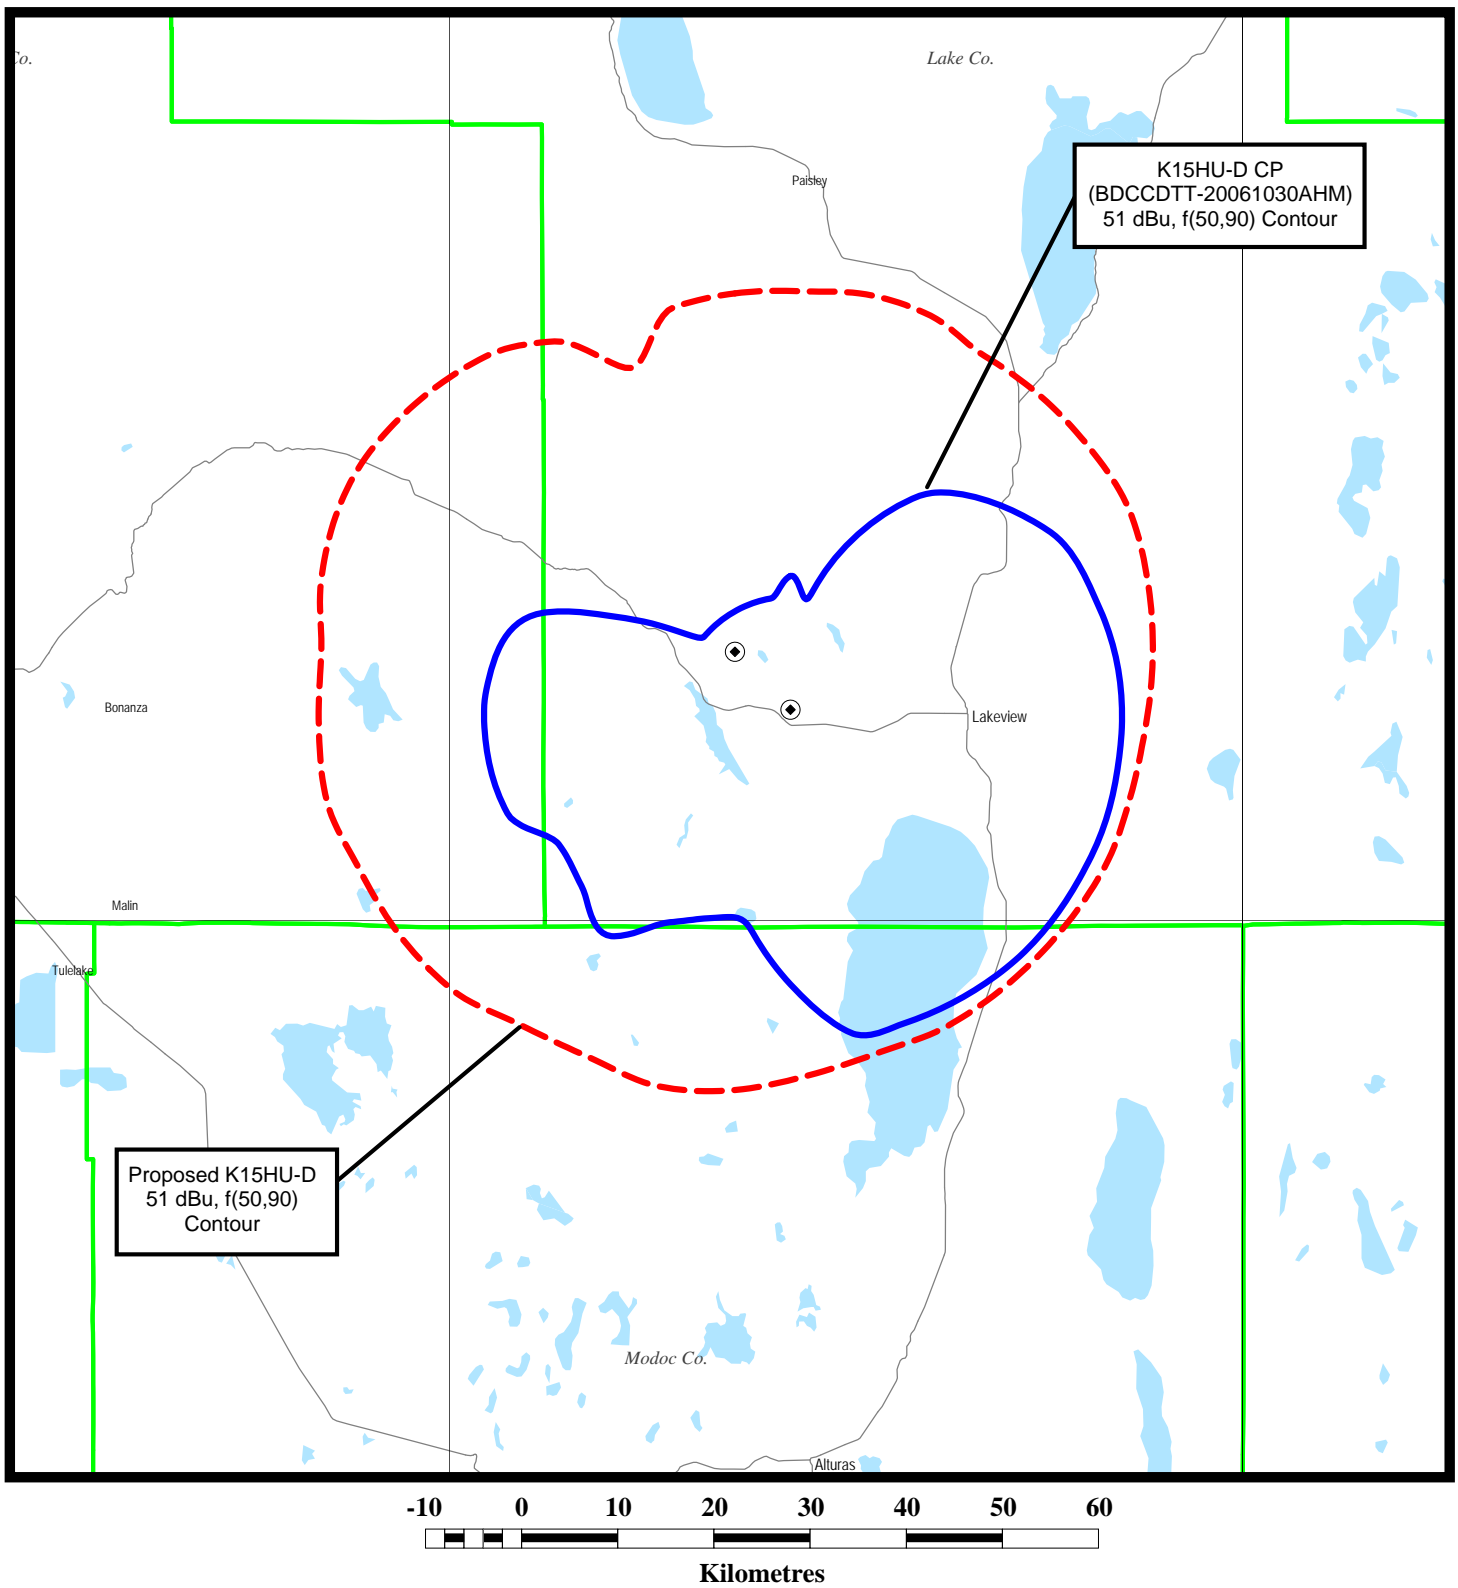 Co.
Lake Co.
K15HU-D CP
(BDCCDTT-20061030AHM)
51 dBu, f(50,90) Contour
Paisley
Bonanza
Lakeview
Malin
Tulelake
Proposed K15HU-D
51 dBu, f(50,90)
Contour
Modoc Co.
Alturas
-10 0 10 20 30 40 50 60
Kilometres